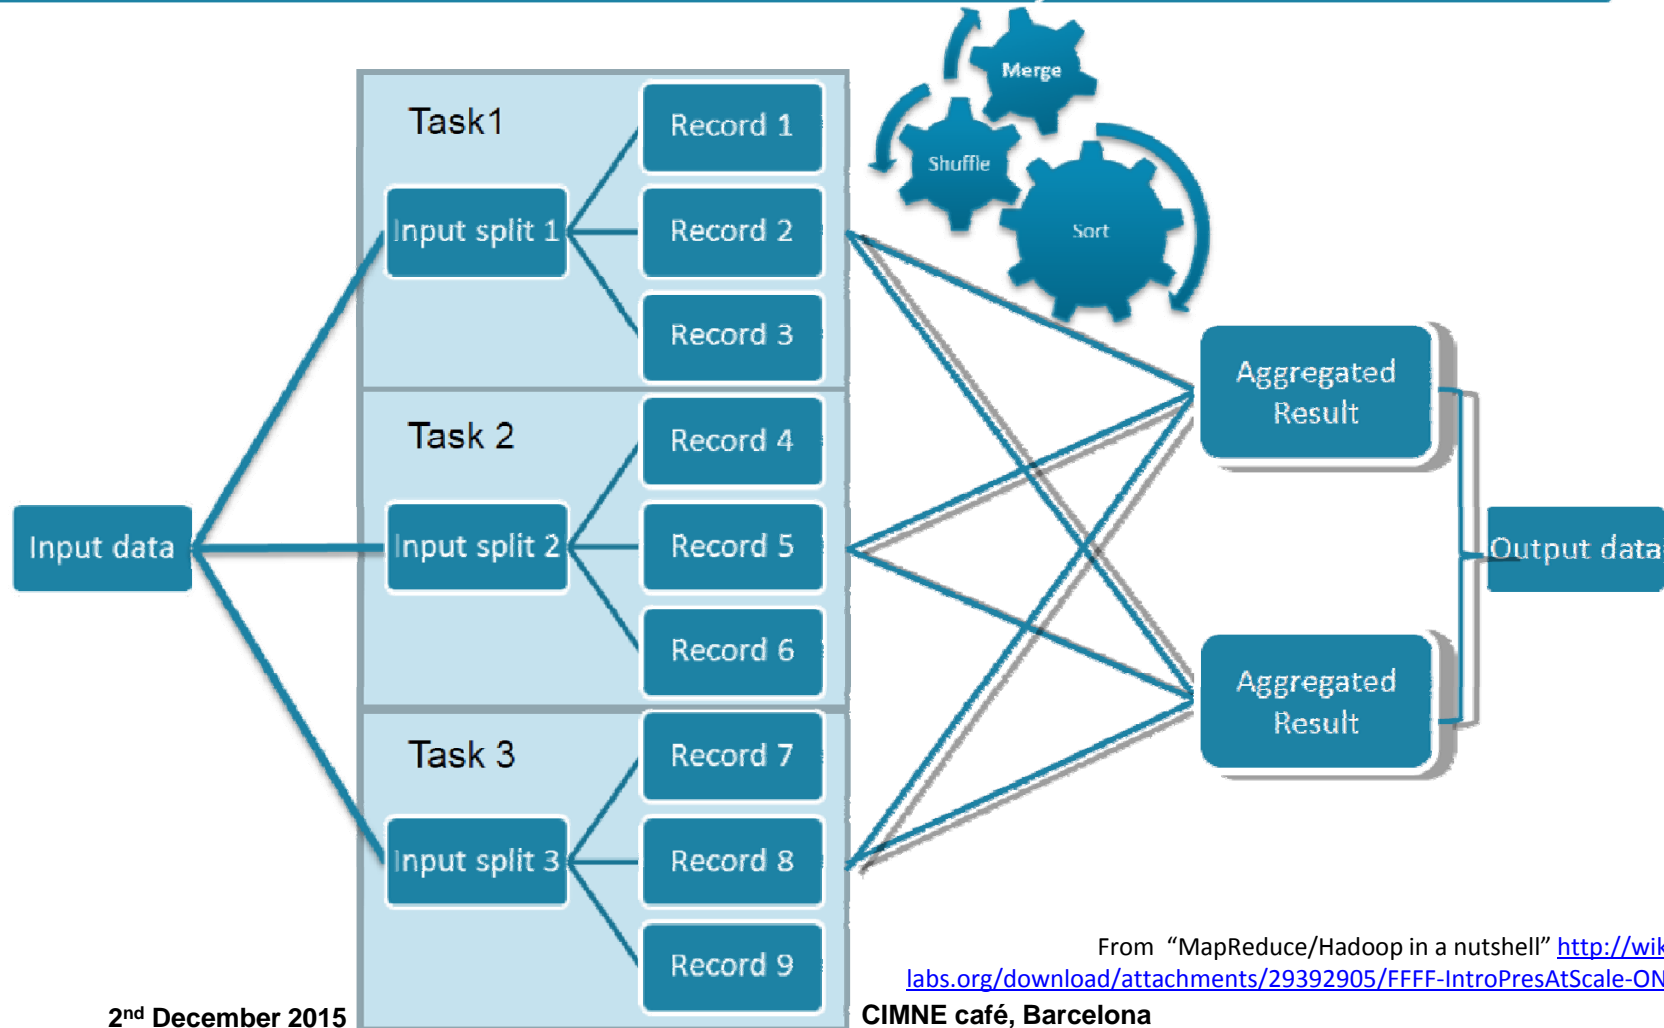 Merge
Shuffle
Sort
Task1
Input split 1
Record 1
Record 2
Record 3
Task 2
Input split 2
Record 4
Record 5
Record 6
Task 3
Input split 3
Record 7
Record 8
Record 9
Input data
Aggregated
Result
Aggregated
Result
Output data
From “MapReduce/Hadoop in a nutshell” http://wik
labs.org/download/attachments/29392905/FFFF-IntroPresAtScale-ON
2nd December 2015
CIMNE café, Barcelona